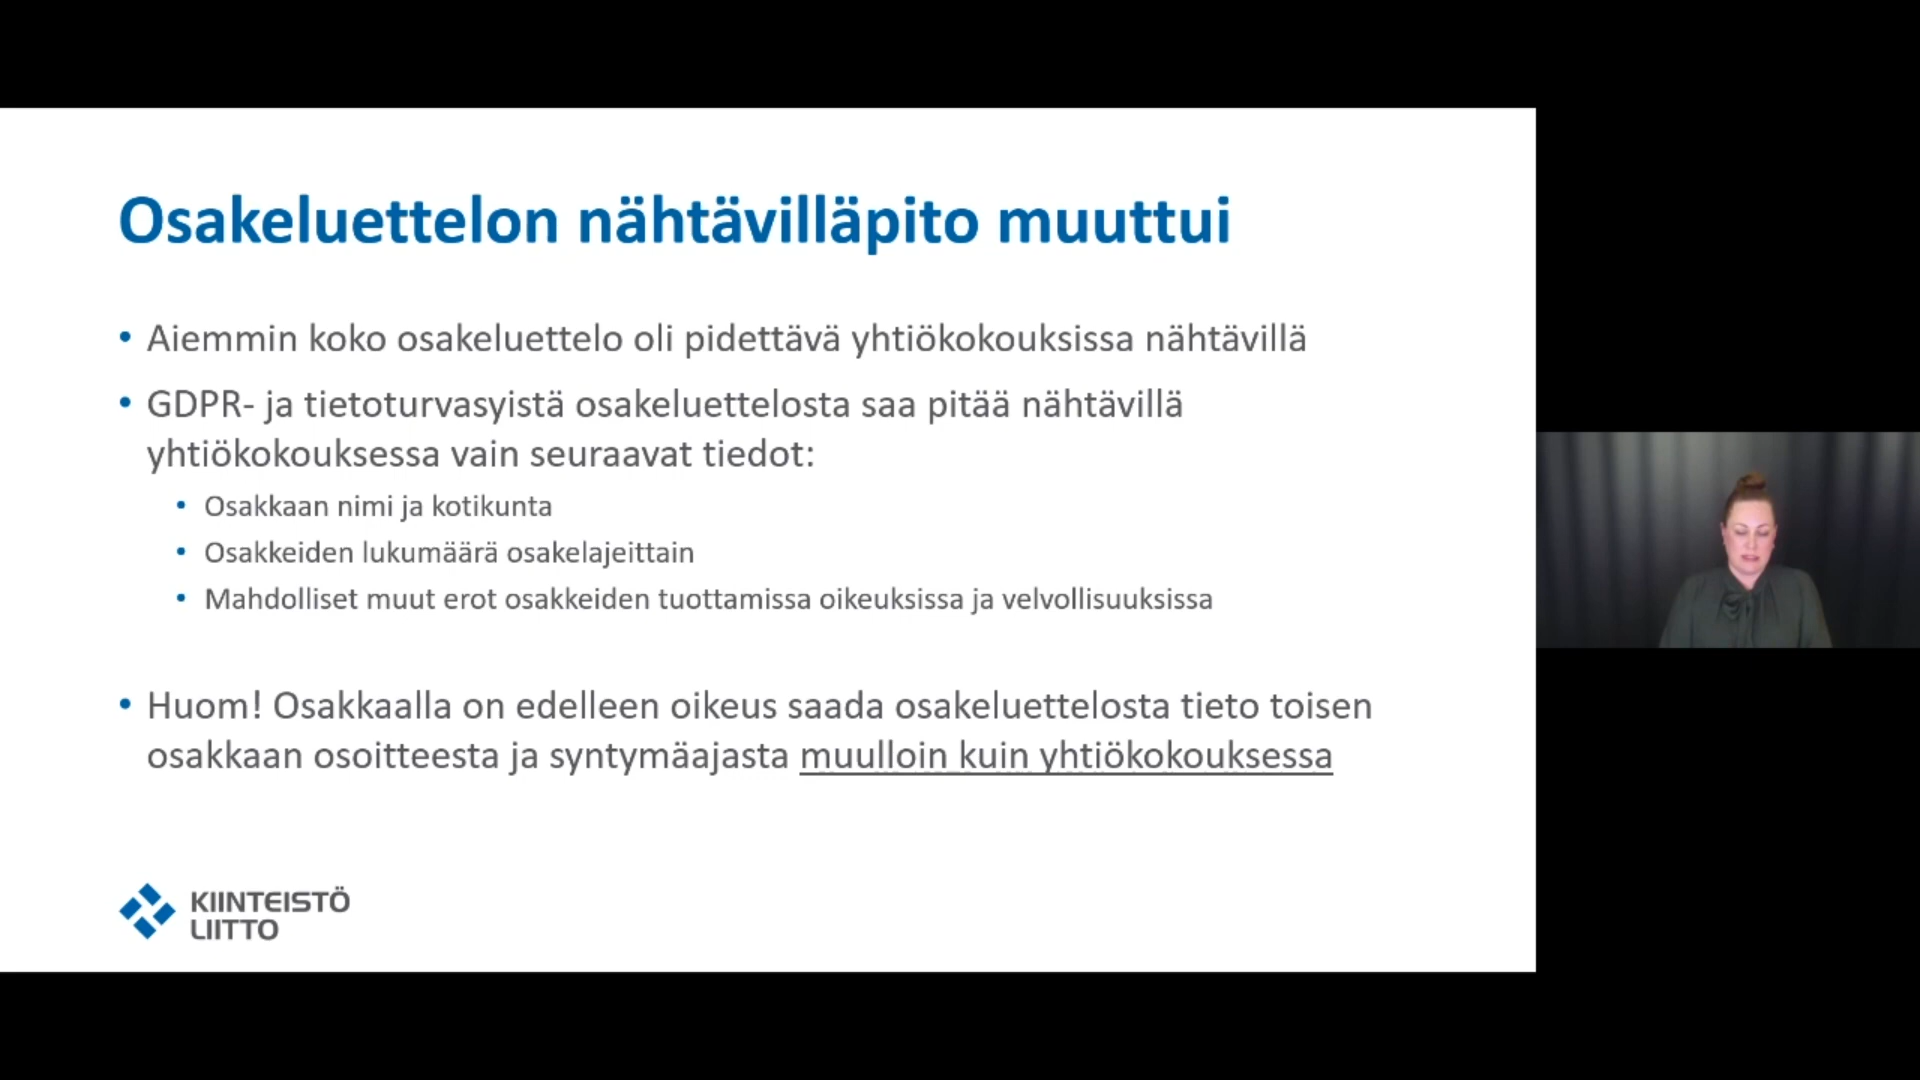 Osakeluettelon nähtävilläpito muuttui
• Aiemmin koko osakeluettelo oli pidettävä yhtiökokouksissa nähtävillä
• GDPR- ja tietoturvasyistä osakeluettelosta saa pitää nähtävillä
yhtiökokouksessa vain seuraavat tiedot:
• Osakkaan nimi ja kotikunta
• Osakkeiden lukumäärä osakelajeittain
• Mahdolliset muut erot osakkeiden tuottamissa oikeuksissa ja velvollisuuksissa
• Huom! Osakkaalla on edelleen oikeus saada osakeluettelosta tieto toisen
osakkaan osoitteesta ja syntymäajasta muulloin kuin yhtiökokouksessa
KIINTEISTÖ
LIITTO